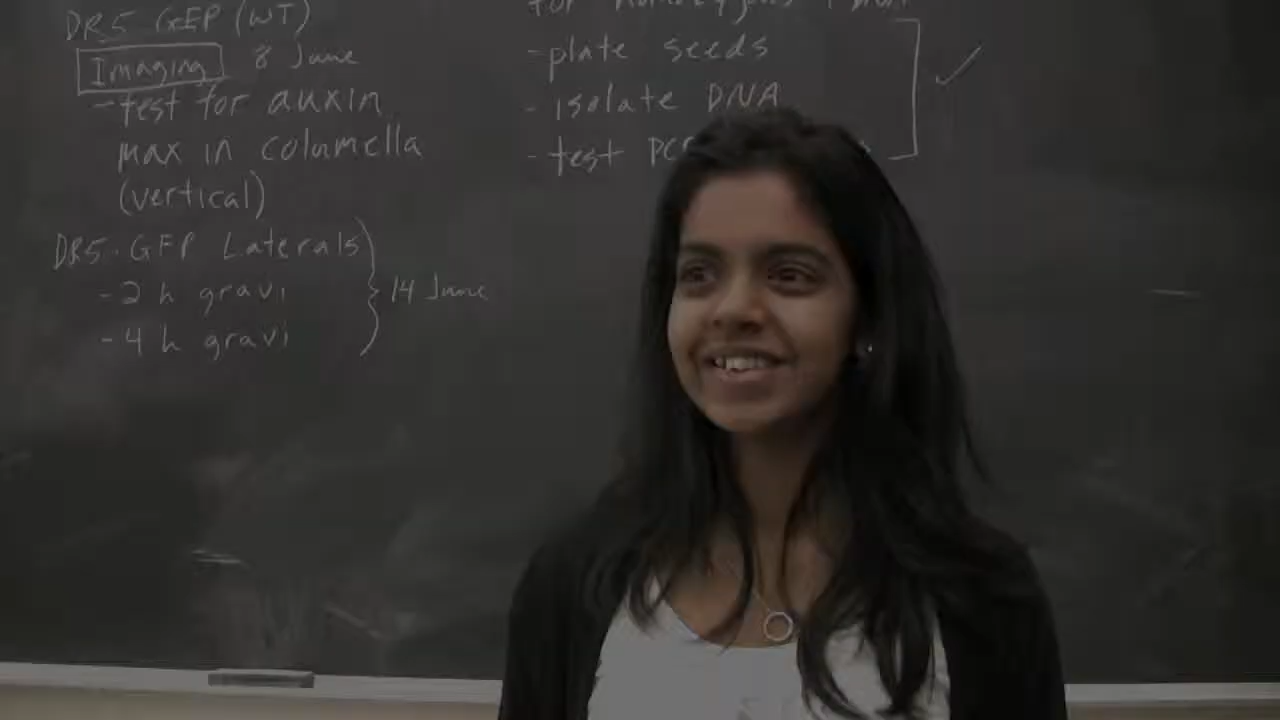 DR5 GFP (WT)
Imaging 8 June
- test for auxin
max in columella
(vertical)
DR5-GFP Laterals
- 2 h gravi
- 4 h gravi
14 June
for
- plate seeds
- isolate DNA
- test